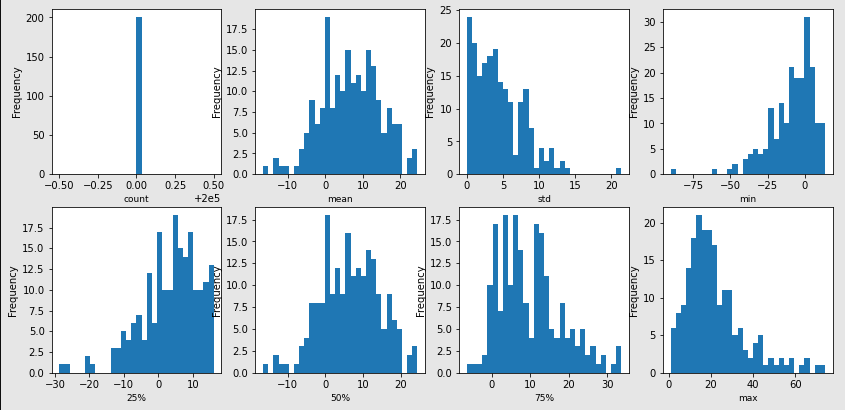 Frequency
200
150
100
50
0
−0.50 −0.25 0.00 0.25 0.50
count
+2e5
Frequency
17.5
15.0
12.5
10.0
7.5
5.0
2.5
0.0
−10 0 10 20
mean
Frequency
25
20
15
10
5
0
0 5 10 15 20
std
Frequency
30
25
20
15
10
5
0
−75 −50 −25 0
min
Frequency
17.5
15.0
12.5
10.0
7.5
5.0
2.5
0.0
−30 −20 −10 0 10
25%
Frequency
17.5
15.0
12.5
10.0
7.5
5.0
2.5
0.0
−10 0 10 20
50%
Frequency
17.5
15.0
12.5
10.0
7.5
5.0
2.5
0.0
0 10 20 30
75%
Frequency
20
15
10
5
0
0 20 40 60
max